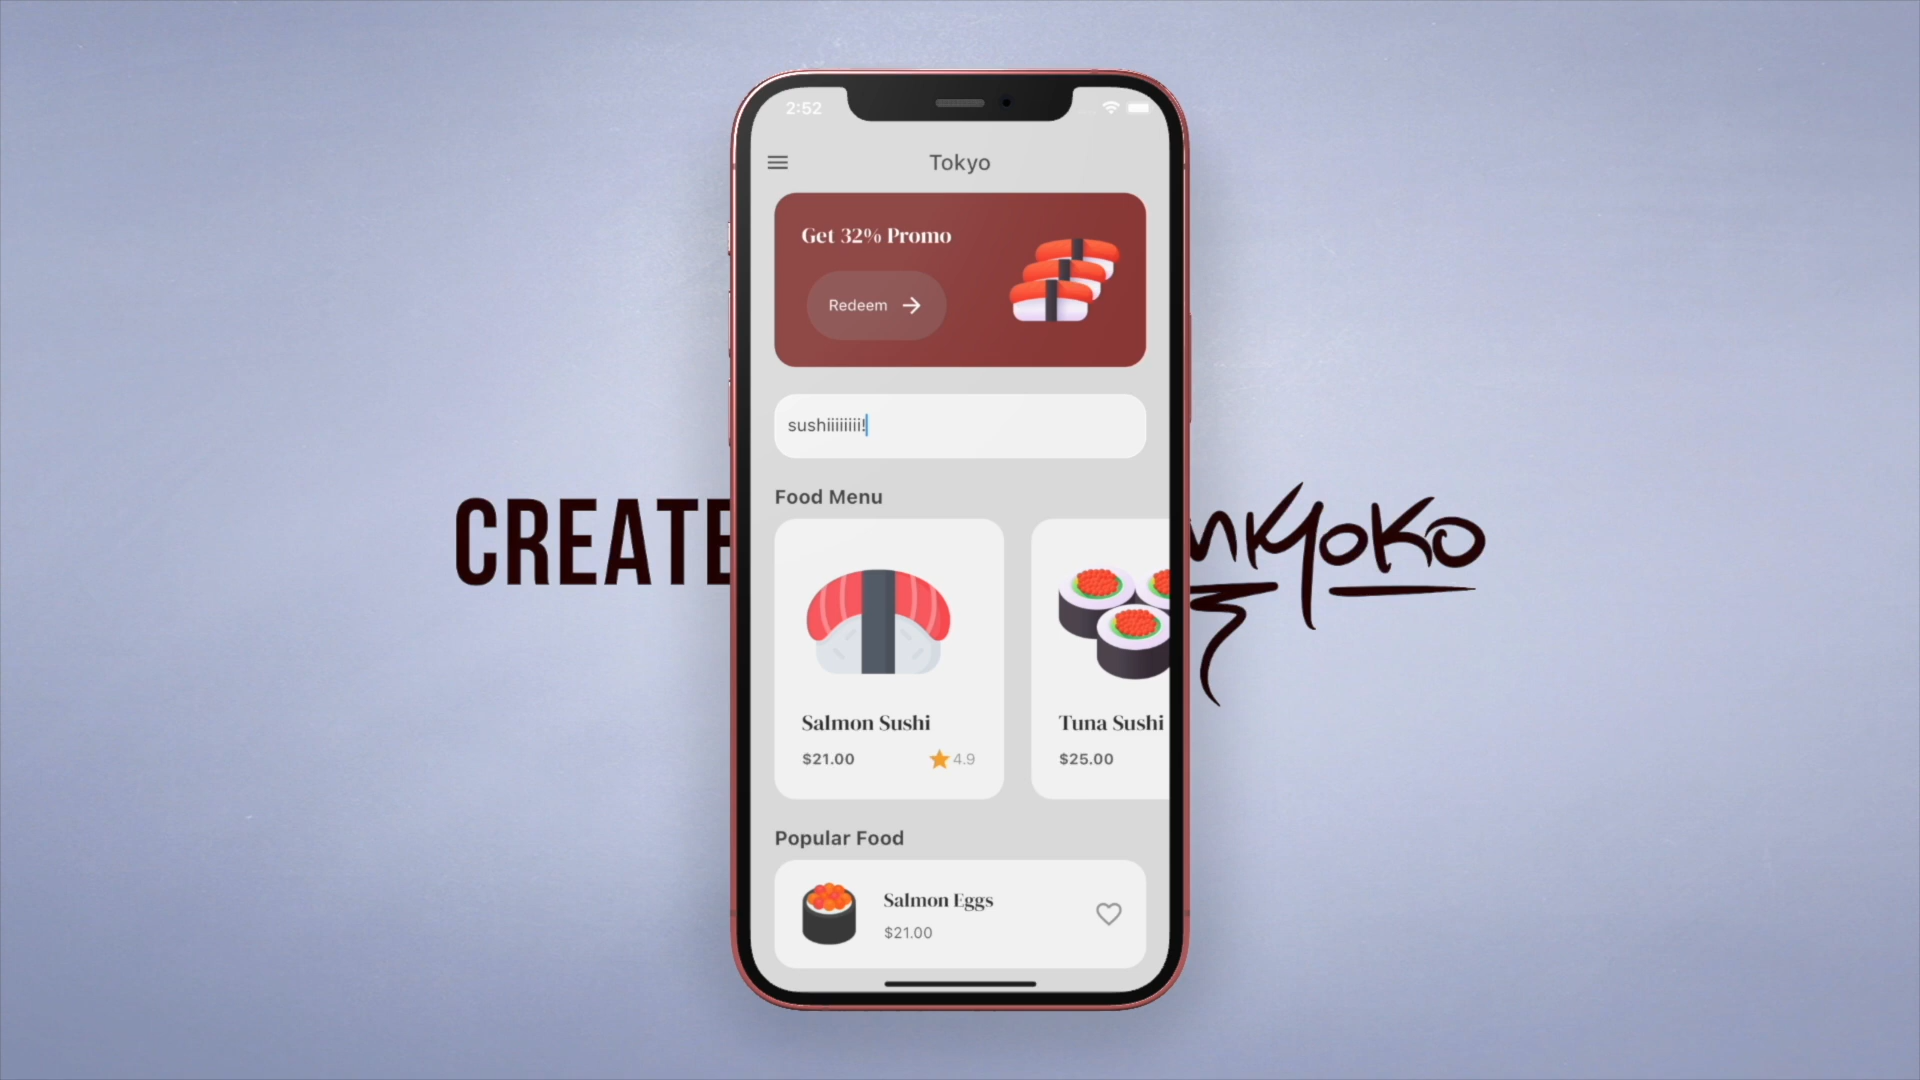 2:52
Tokyo
Get 32% Promo
Redeem
sushiiiiiiiii!
Food Menu
Salmon Sushi
$21.00
4.9
Tuna Sushi
$25.00
CREATE
Popular Food
Salmon Eggs
$21.00